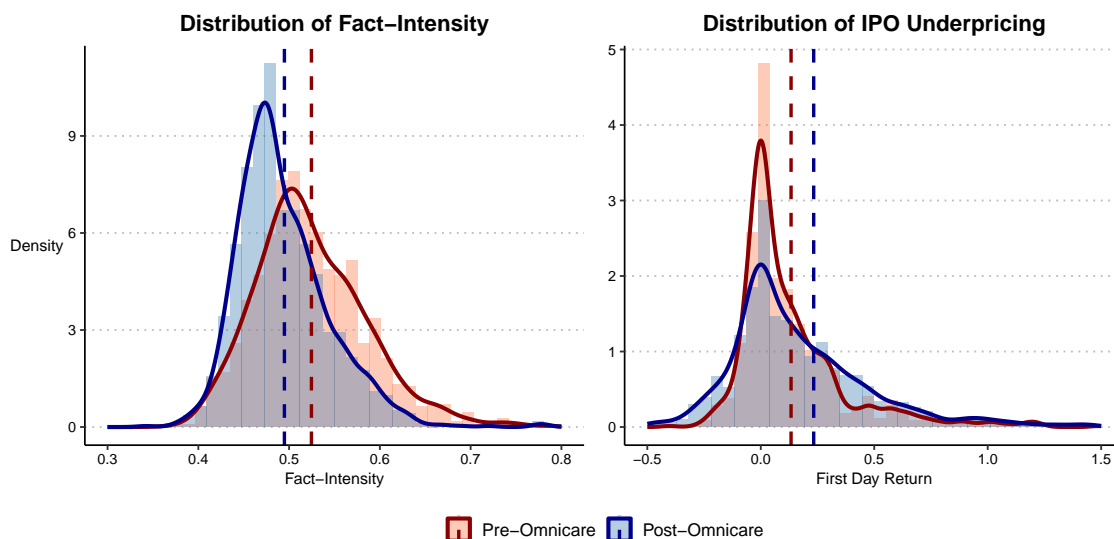 Distribution of Fact−Intensity
Distribution of IPO Underpricing
Density
9
6
3
0
0.3 0.4 0.5 0.6 0.7 0.8
Fact−Intensity
5
4
3
2
1
0
−0.5 0.0 0.5 1.0 1.5
First Day Return
Pre−Omnicare Post−Omnicare